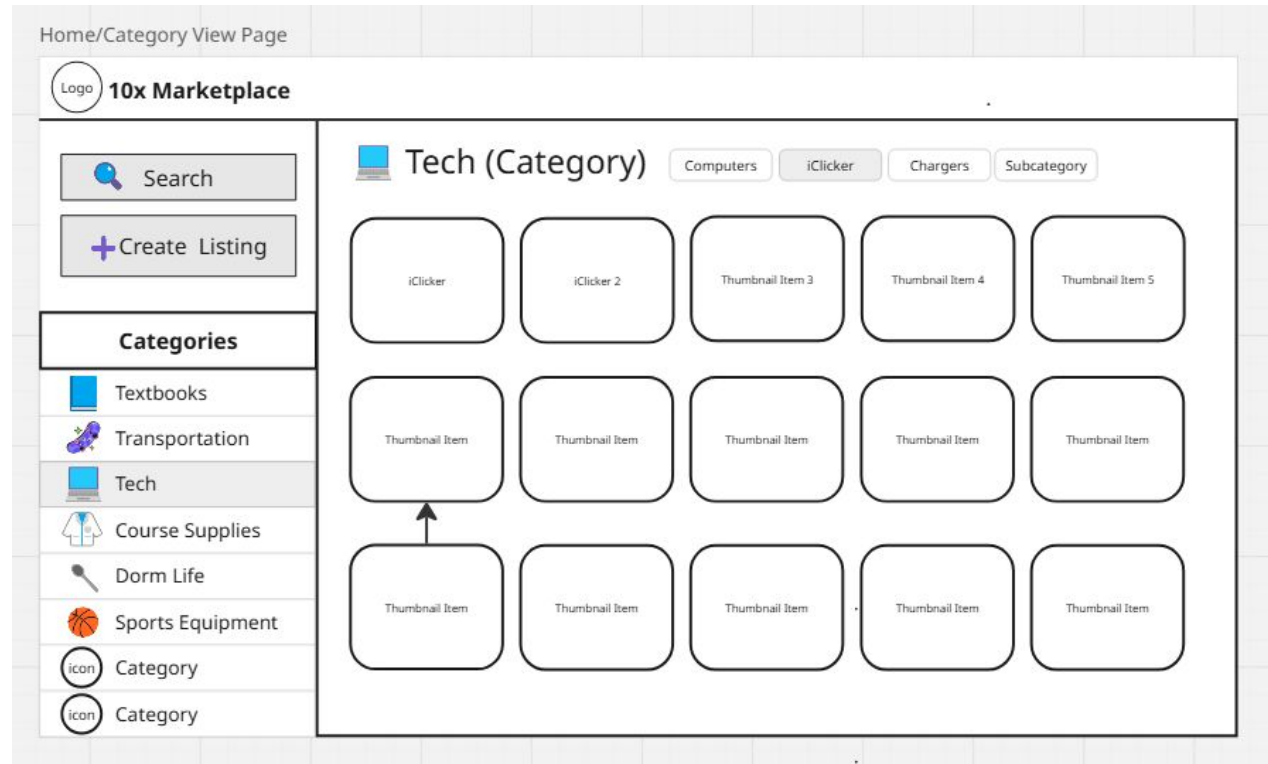 Home/Category View Page
Logo
10x Marketplace
Search
Create Listing
Categories
Textbooks
Transportation
Tech
Course Supplies
Dorm Life
Sports Equipment
icon Category
icon Category
Tech (Category)
Computers iClicker Chargers Subcategory
iClicker iClicker 2 Thumbnail Item 3 Thumbnail Item 4 Thumbnail Item 5
Thumbnail Item Thumbnail Item Thumbnail Item Thumbnail Item Thumbnail Item
Thumbnail Item Thumbnail Item Thumbnail Item Thumbnail Item Thumbnail Item